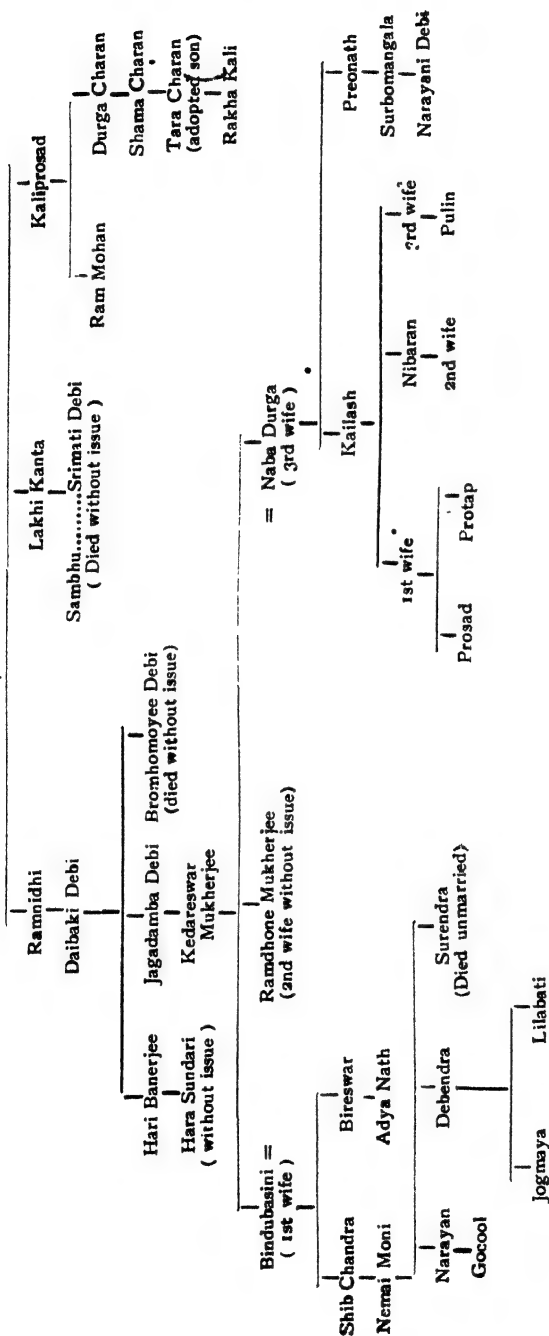 Ramnidhi
Lakhi Kanta
Kaliprosad
Daibaki Debi
Sambhu.........Srimati Debi
( Died without issue )
Ram Mohan
Durga Charan
Shama Charan
Tara Charan
(adopted son)
Rakha Kali
Hari Banerjee
Jagadamba Debi
Bromhomoyee Debi
(died without issue)
Hara Sundari
( without issue )
Kedareswar
Mukherjee
Bindubasini =
( 1st wife )
Ramdhone Mukherjee
(2nd wife without issue)
= Naba Durga
( 3rd wife )
Shib Chandra
Bireswar
Kailash
Preonath
Nemai Moni
Adya Nath
Surbomangala
Narayani Debi
1st wife
Nibaran
3rd wife
2nd wife
Pulin
Narayan
Debendra
Surendra
(Died unmarried)
Prosad
Protap
Gocool
Jogmaya
Lilabati